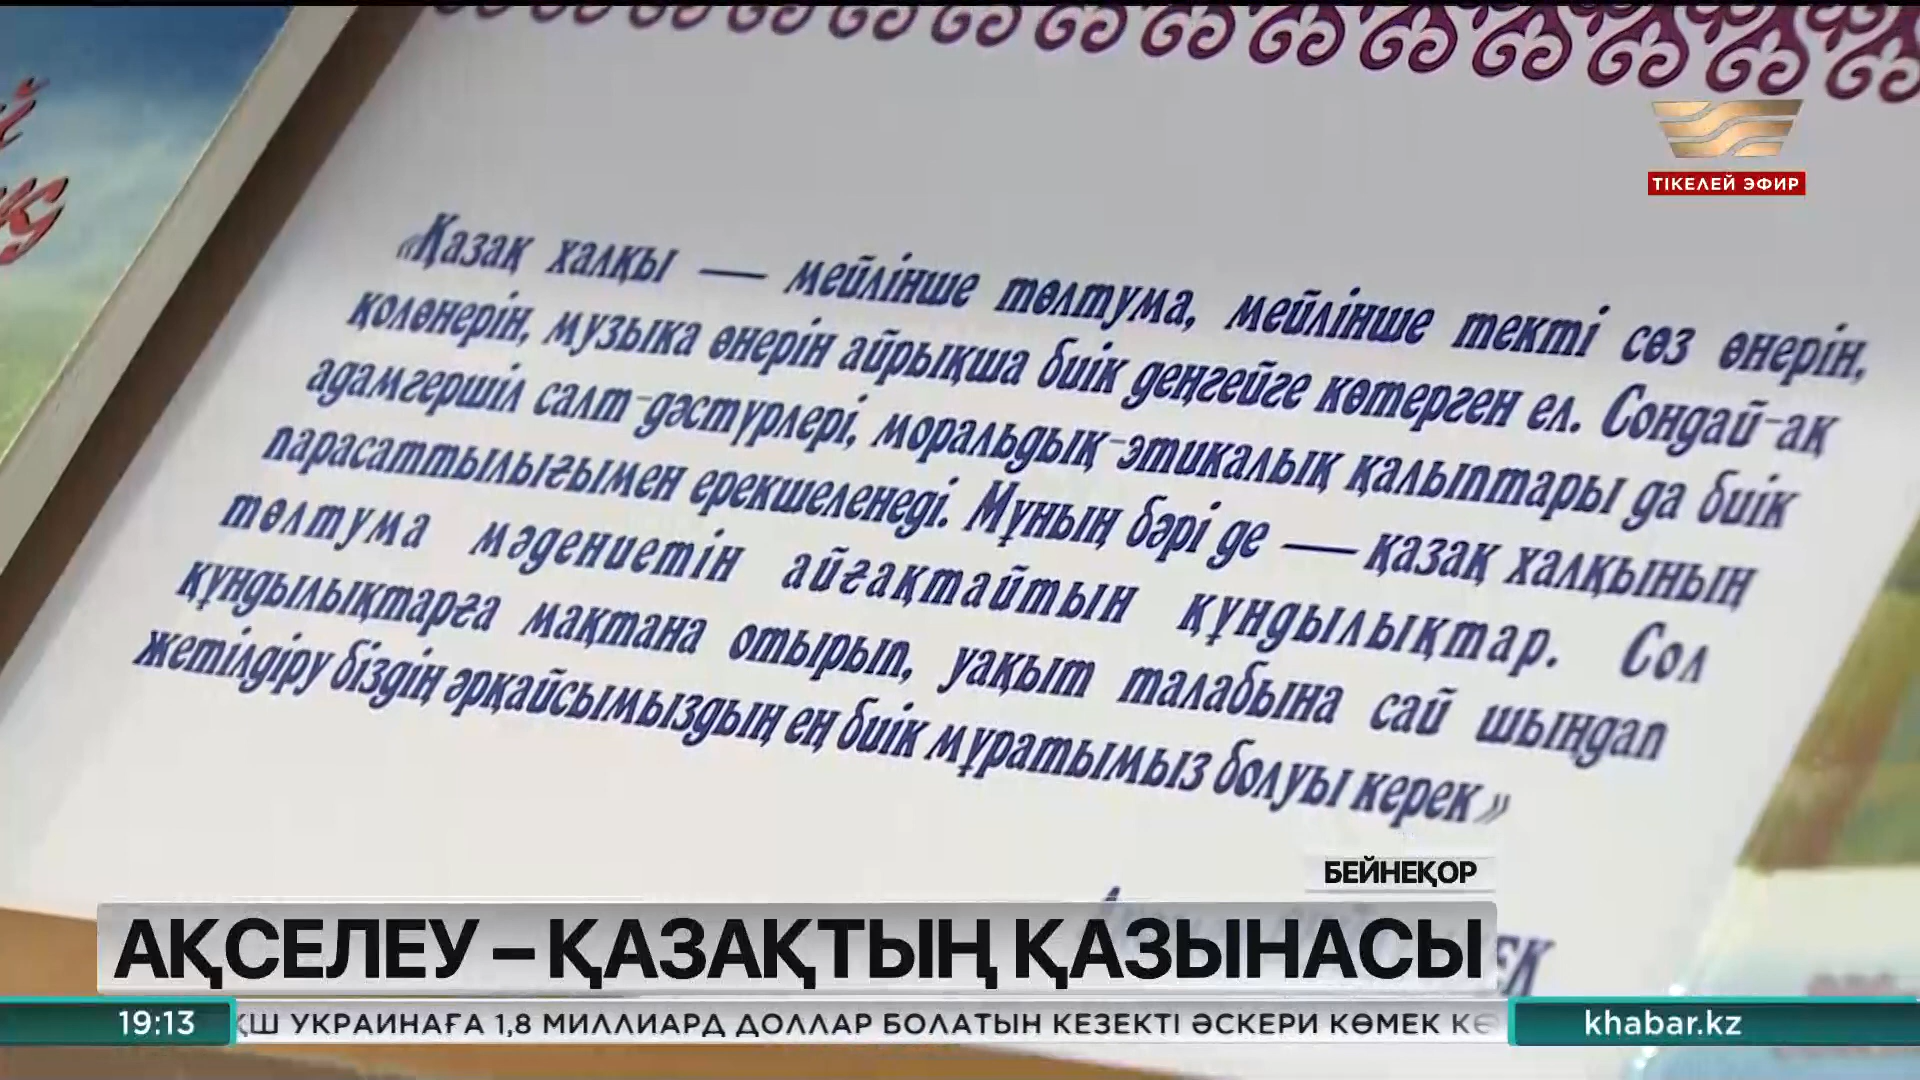 ТІКЕЛЕЙ ЭФИР
«Қазақ халқы — мейлінше төлтума, мейлінше текті сөз өнерін,
қолөнерін, музыка өнерін айрықша биік деңгейге көтерген ел. Сондай-ақ
адамгершіл салт-дәстүрлері, моральдық-этикалық қалыптары да биік
парасаттылығымен ерекшеленеді. Мұның бәрі де — қазақ халқының
төлтума мәдениетін айғақтайтын құндылықтар. Сол
құндылықтарға мақтана отырып, уақыт талабына сай шыңдап
жетілдіру біздің әрқайсымыздың ең биік мұратымыз болуы керек»
БЕЙНЕҚОР
АҚСЕЛЕУ – ҚАЗАҚТЫҢ ҚАЗЫНАСЫ
19:13 ҚШ УКРАИНАҒА 1,8 МИЛЛИАРД ДОЛЛАР БОЛАТЫН КЕЗЕКТІ ӘСКЕРИ КӨМЕК khabar.kz